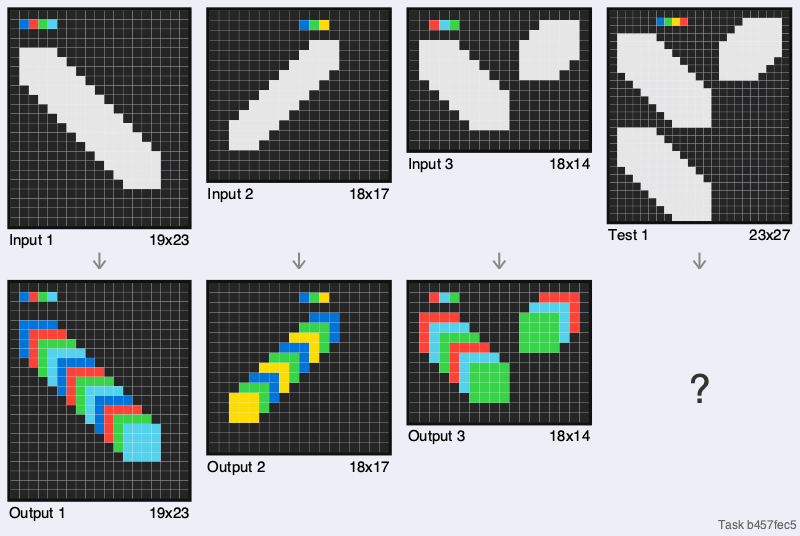 Input 1 19x23
Input 2 18x17
Input 3 18x14
Test 1 23x27
?
Output 1 19x23
Output 2 18x17
Output 3 18x14
Task b457fec5